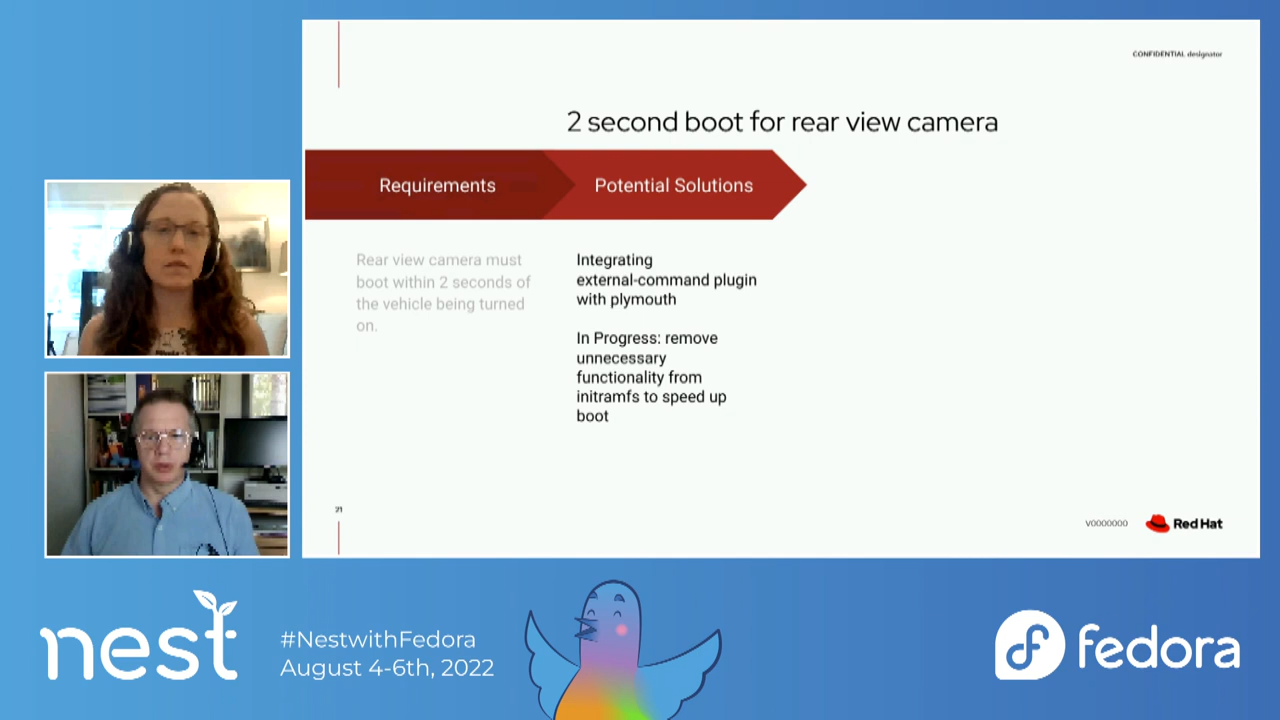 CONFIDENTIAL designator
2 second boot for rear view camera
Requirements
Potential Solutions
Rear view camera must
boot within 2 seconds of
the vehicle being turned
on.
Integrating
external-command plugin
with plymouth
In Progress: remove
unnecessary
functionality from
initramfs to speed up
boot
21
V0000000
Red Hat
nest
#NestwithFedora
August 4-6th, 2022
fedora